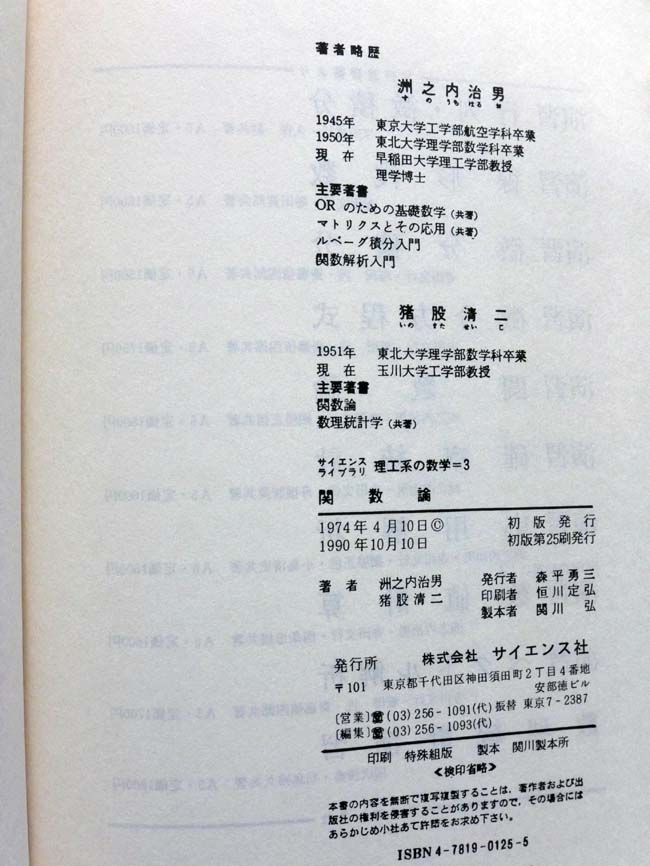 著者略歴
洲之内治男
すのうちはるお
1945年 東京大学工学部航空学科卒業
1950年 東北大学理学部数学科卒業
現在 早稲田大学理工学部教授
理学博士
主要著書
ORのための基礎数学(共著)
マトリクスとその応用(共著)
ルベーグ積分入門
関数解析入門
猪股清二
いのまたせいじ
1951年 東北大学理学部数学科卒業
現在 玉川大学工学部教授
主要著書
関数論
数理統計学(共著)
サイエンスライブラリ 理工系の数学=3
関数論
1974年4月10日© 初版発行
1990年10月10日 初版第25刷発行
著者 洲之内治男 発行者 森平勇三
猪股清二 印刷者 恒川定弘
製本者 関川弘
発行所 株式会社 サイエンス社
〒101 東京都千代田区神田須田町2丁目4番地
安部徳ビル
〔営業〕☎(03)256-1091(代)振替 東京7-2387
〔編集〕☎(03)256-1093(代)
印刷 特殊組版 製本 関川製本所
《検印省略》
本書の内容を無断で複写複製することは、著作者および出
版社の権利を侵害することがありますので、その場合には
あらかじめ小社あて許諾をお求め下さい。
ISBN4-7819-0125-5